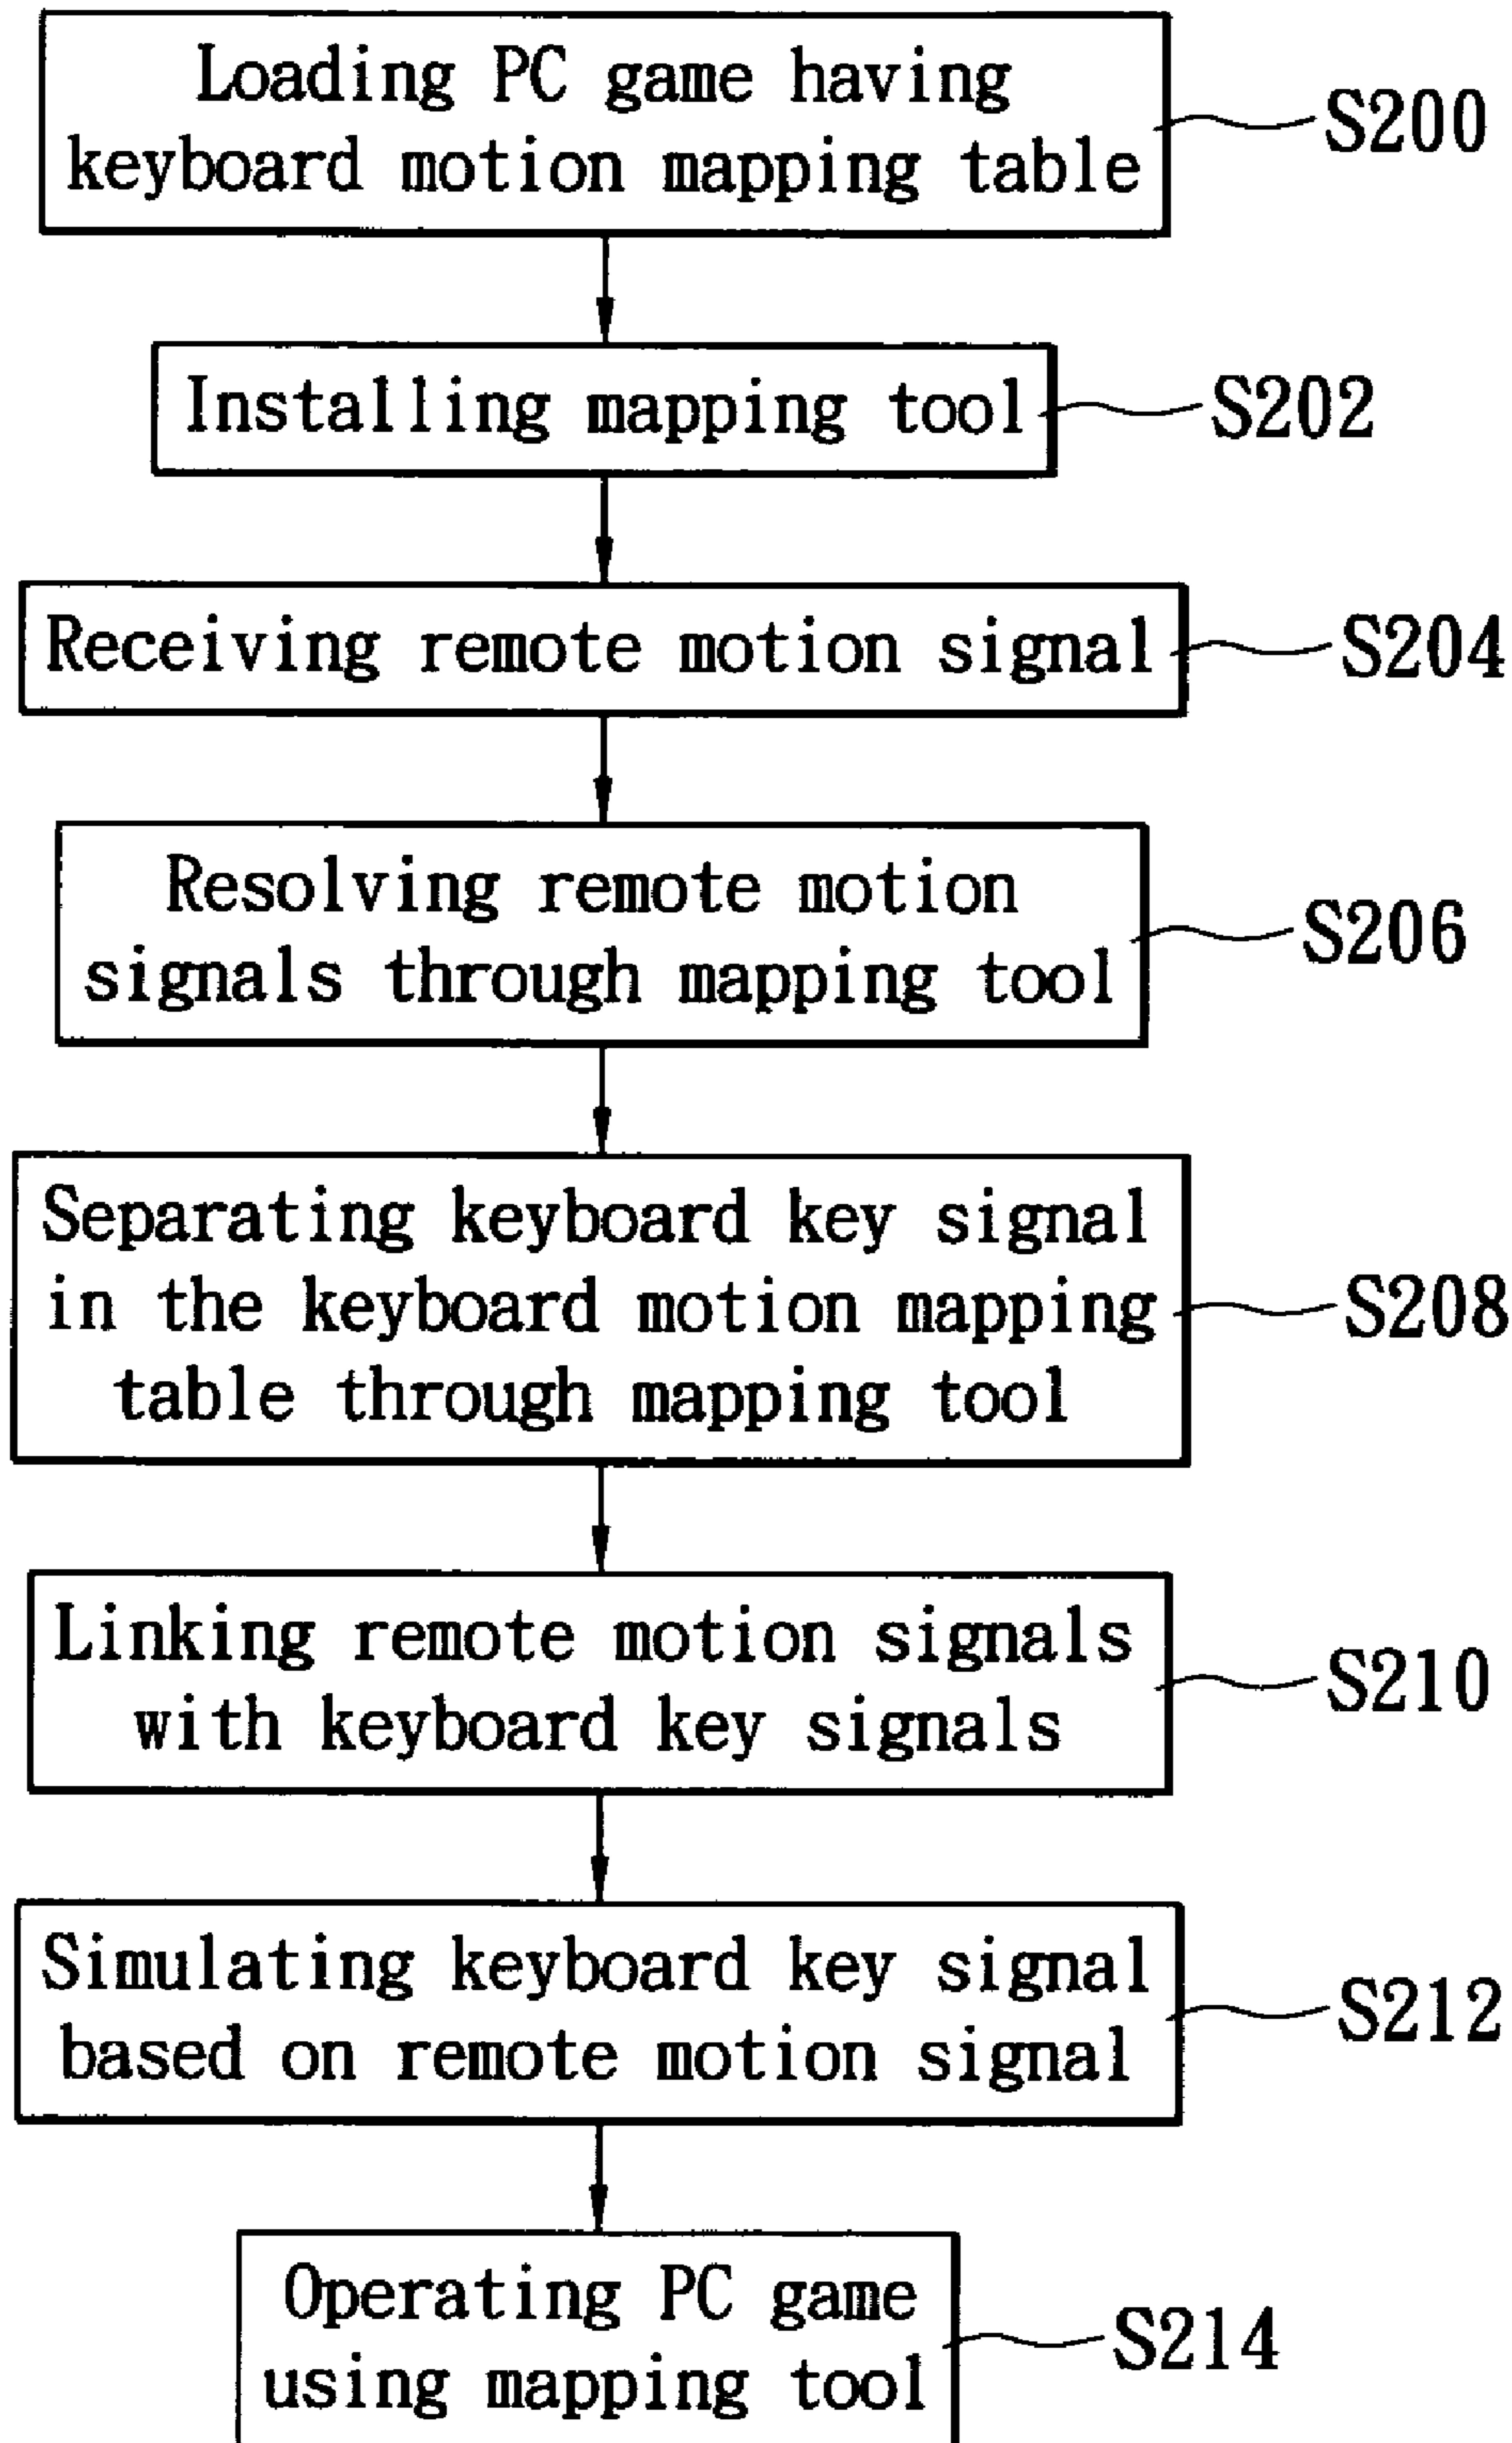 Loading PC game having
keyboard motion mapping table
S200
Installing mapping tool
S202
Receiving remote motion signal
S204
Resolving remote motion
signals through mapping tool
S206
Separating keyboard key signal
in the keyboard motion mapping
table through mapping tool
S208
Linking remote motion signals
with keyboard key signals
S210
Simulating keyboard key signal
based on remote motion signal
S212
Operating PC game
using mapping tool
S214